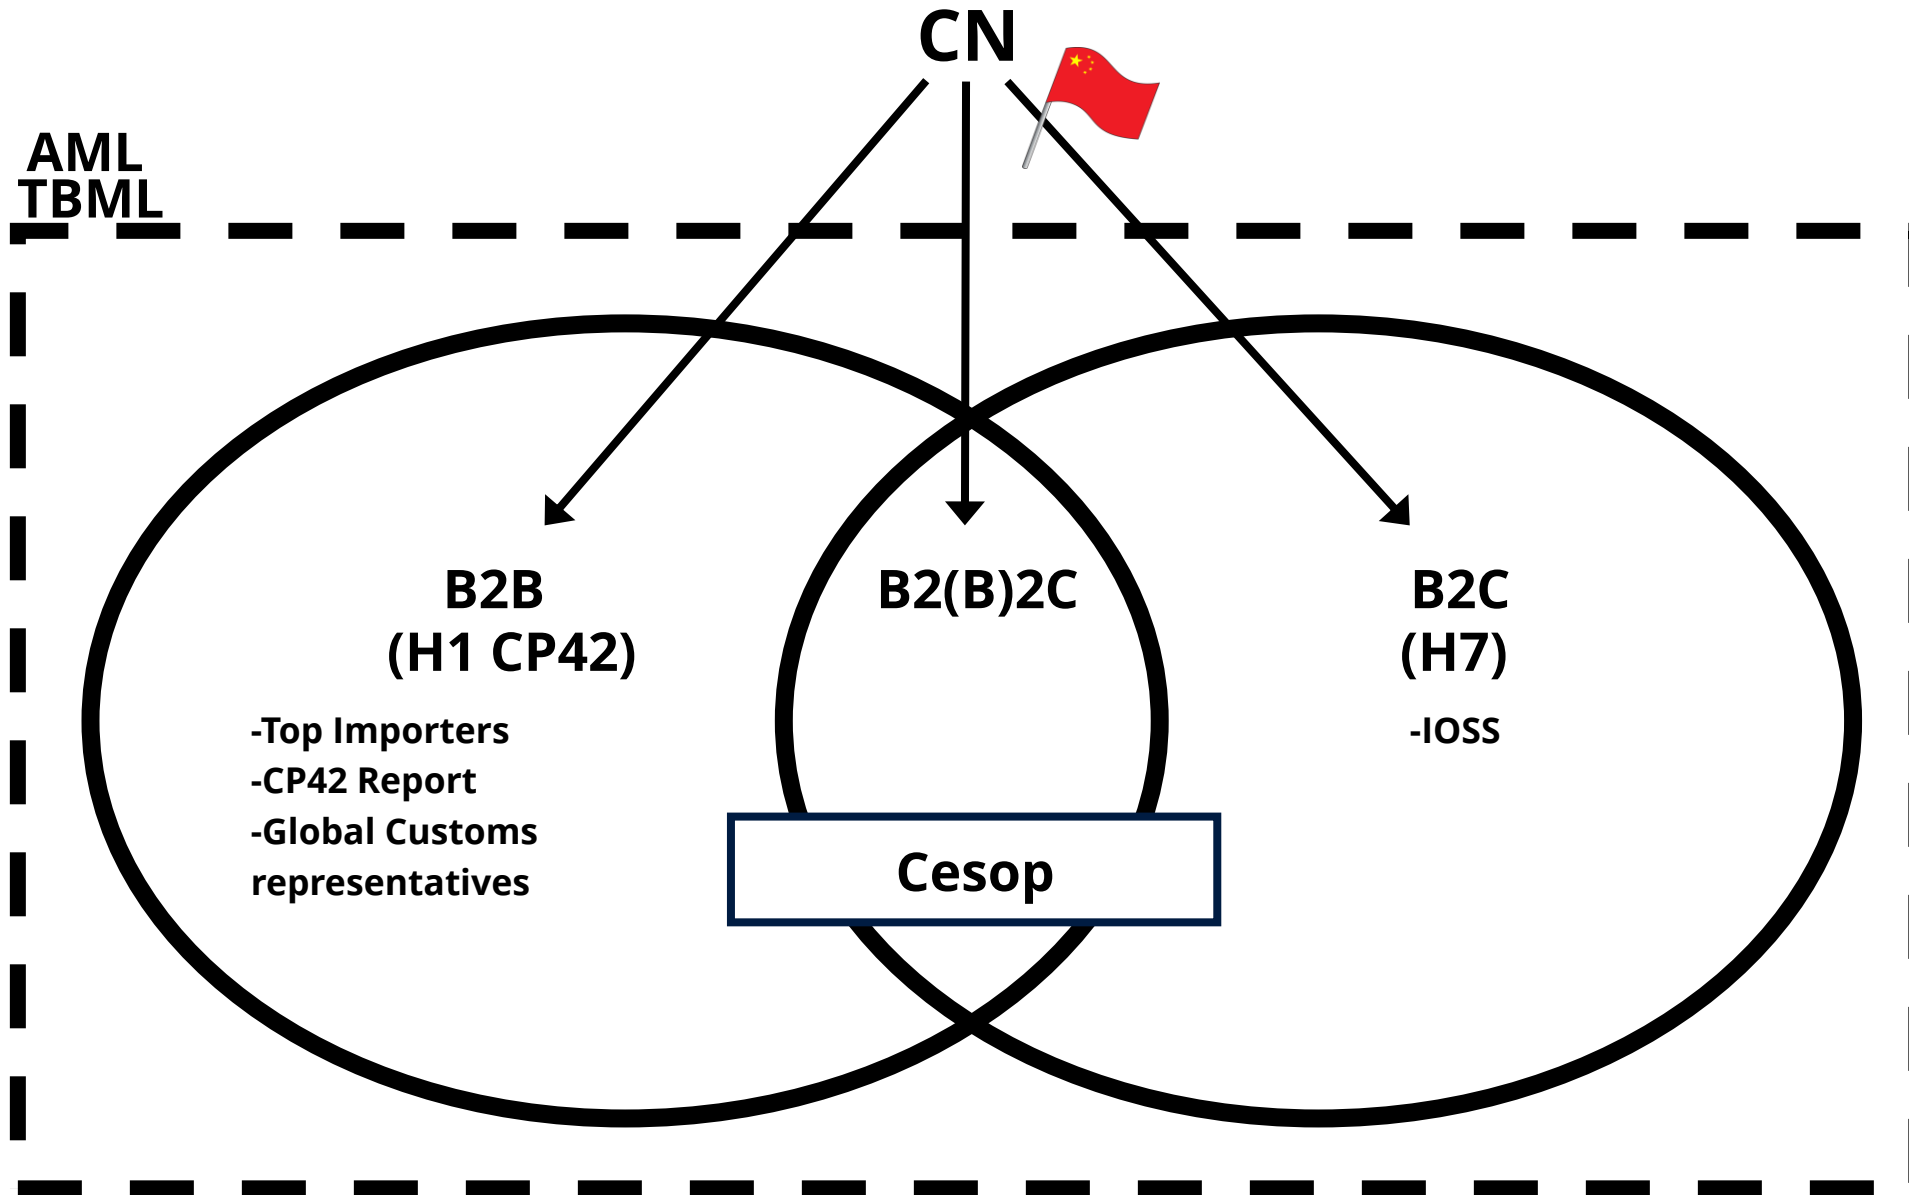 CN
AML
TBML
B2B
(H1 CP42)
-Top Importers
-CP42 Report
-Global Customs
representatives
B2(B)2C
B2C
(H7)
-IOSS
Cesop